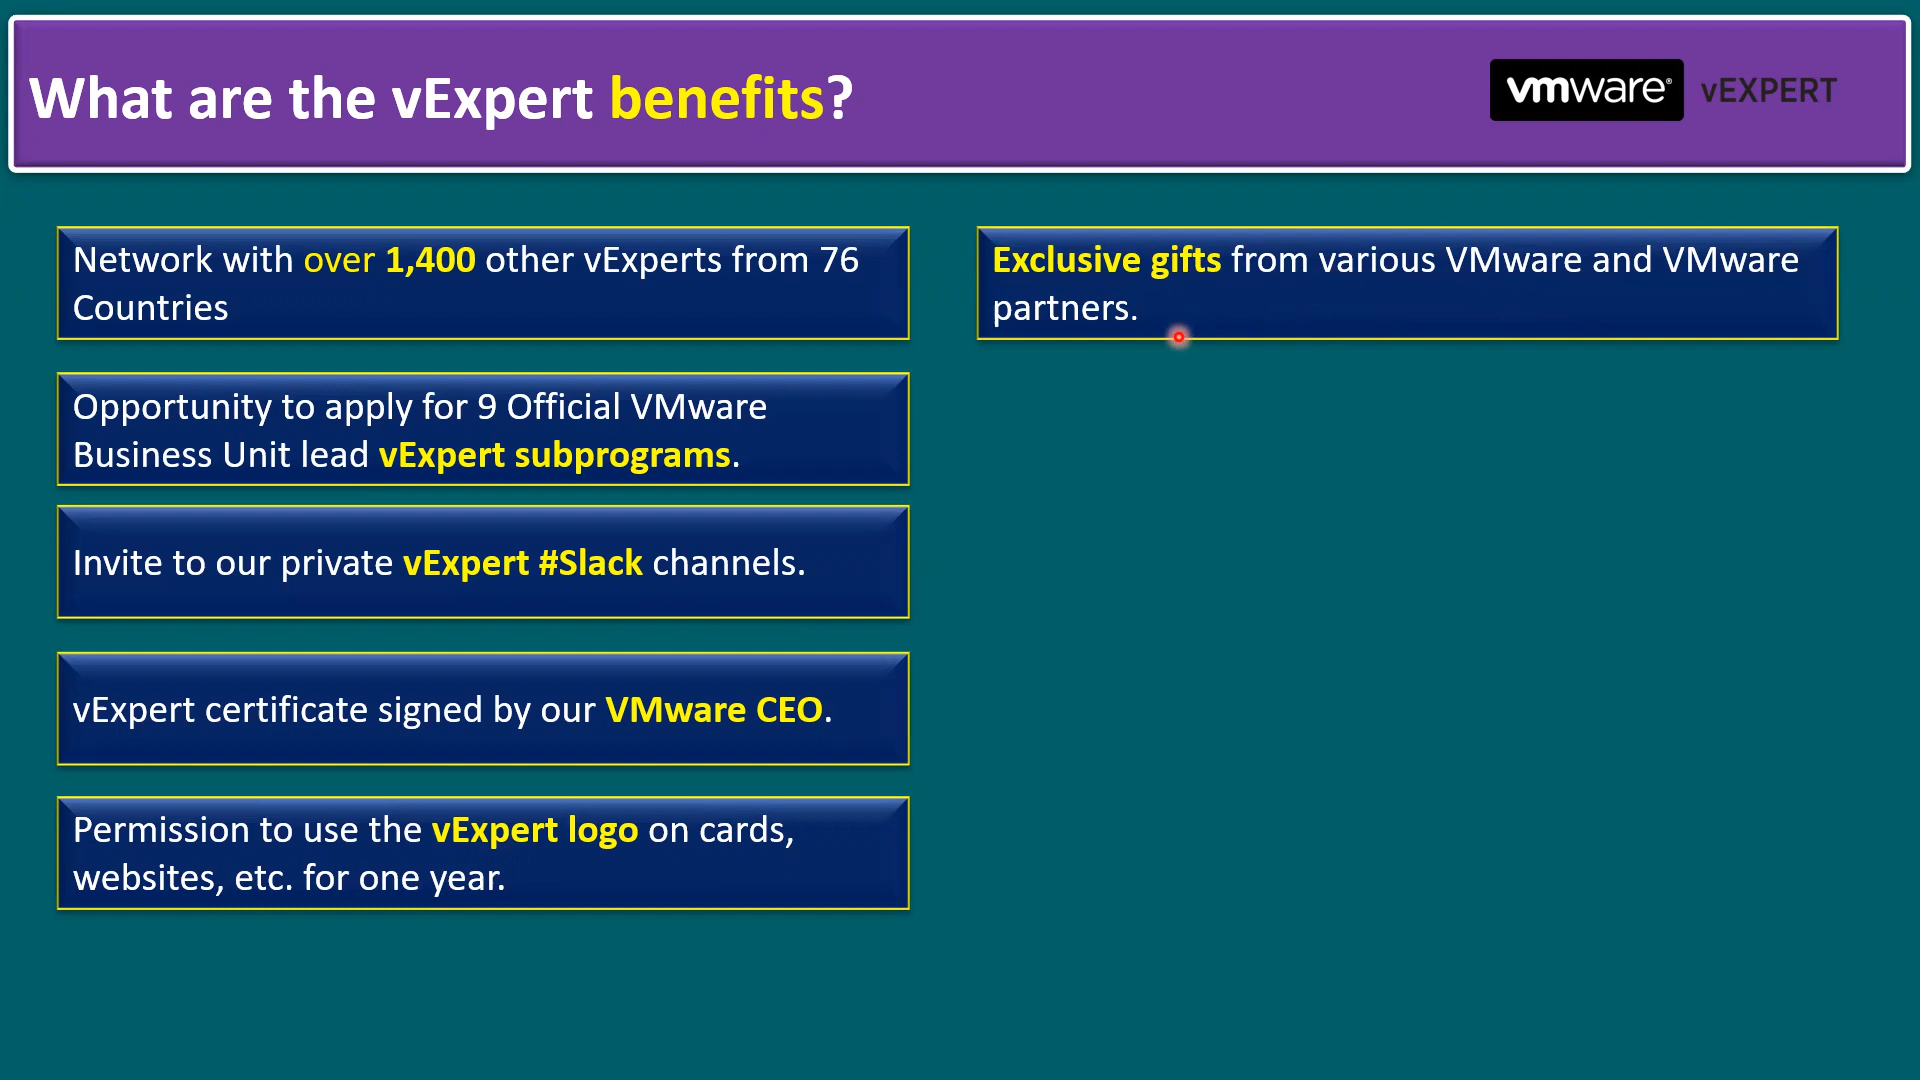 What are the vExpert benefits?
vmware® vEXPERT
Network with over 1,400 other vExperts from 76
Countries
Opportunity to apply for 9 Official VMware
Business Unit lead vExpert subprograms.
Invite to our private vExpert #Slack channels.
vExpert certificate signed by our VMware CEO.
Permission to use the vExpert logo on cards,
websites, etc. for one year.
Exclusive gifts from various VMware and VMware
partners.